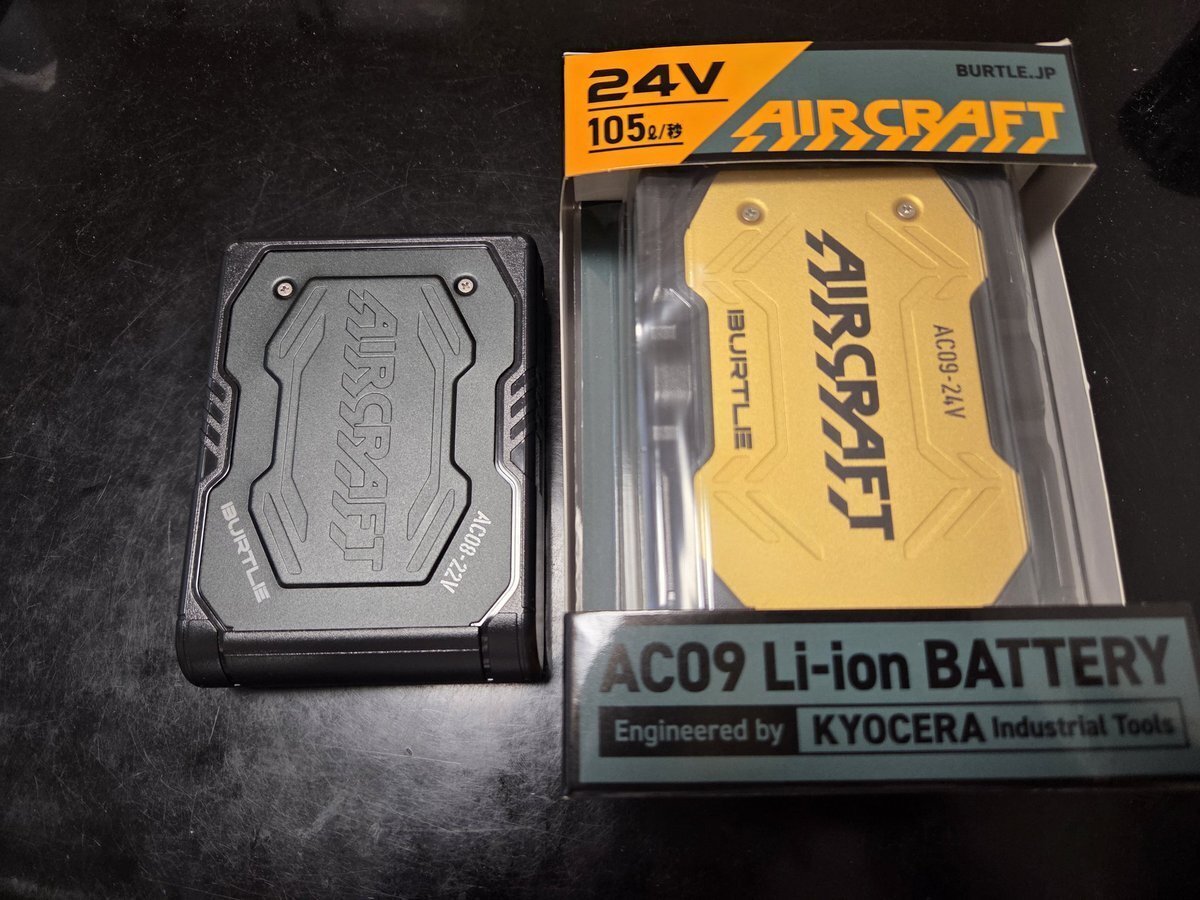 AIRCRAFT
BURTLE
AC08-22V
24V
105ℓ/秒
BURTLE.JP
AIRCRAFT
AIRCRAFT
BURTLE
AC09-24V
AC09 Li-ion BATTERY
Engineered by KYOCERA Industrial Tools